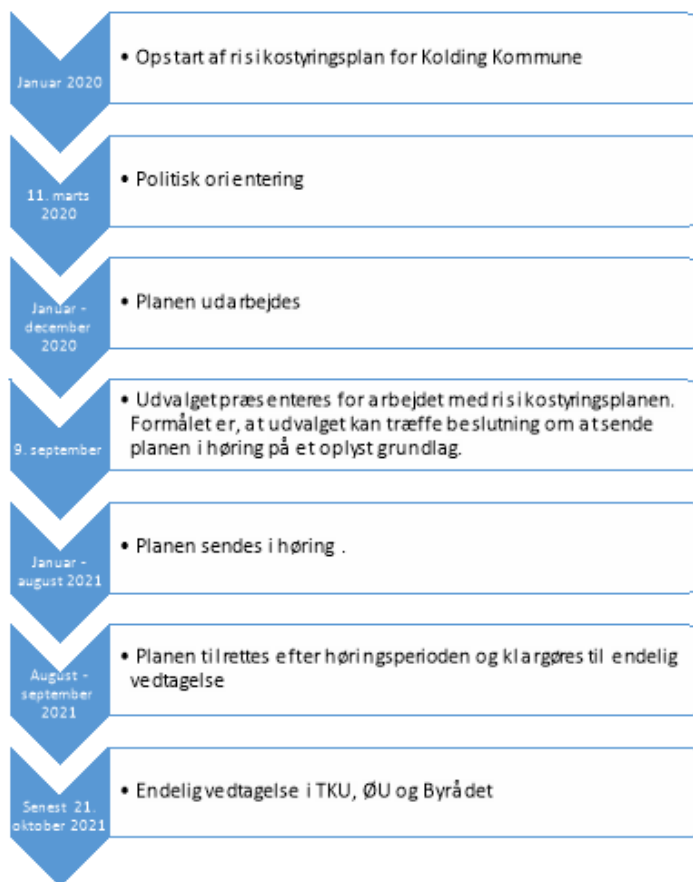 Januar 2020
• Opstart af risikostyringsplan for Kolding Kommune
11. marts
2020
• Politisk orientering
Januar -
december
2020
• Planen udarbejdes
9. september
• Udvalget præsenteres for arbejdet med risikostyringsplanen.
Formålet er, at udvalget kan træffe beslutning om at sende
planen i høring på et oplyst grundlag.
Januar -
august 2021
• Planen sendes i høring .
August -
september
2021
• Planen tilrettes efter høringsperioden og klargøres til endelig
vedtagelse
Senest 21.
oktober 2021
• Endelig vedtagelse i TKU, ØU og Byrådet